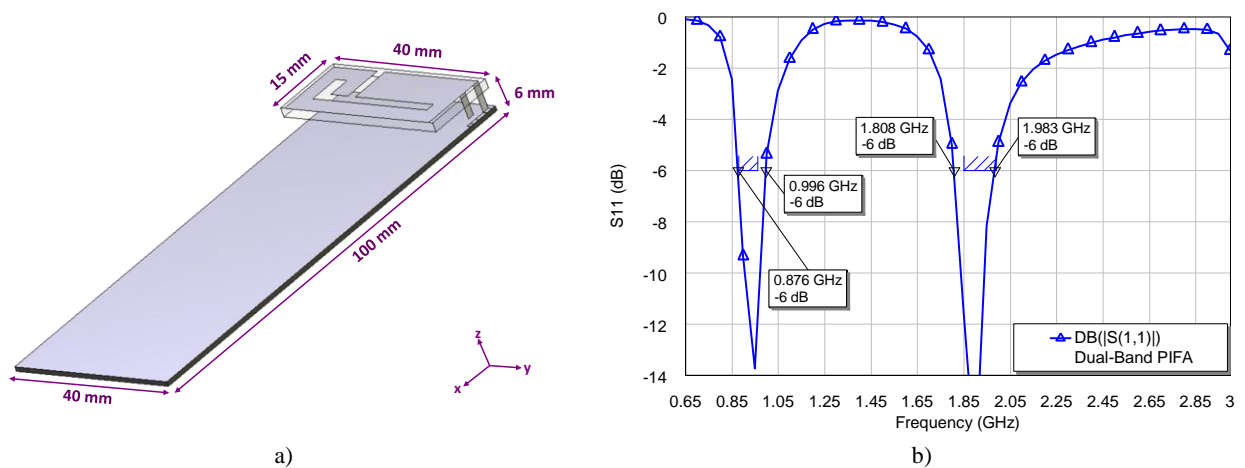 40 mm
15 mm
6 mm
100 mm
40 mm
z
y
x
a)
0
-2
-4
-6
-8
-10
-12
-14
S11 (dB)
1.808 GHz
-6 dB
1.983 GHz
-6 dB
0.996 GHz
-6 dB
0.876 GHz
-6 dB
DB(|S(1,1)|)
Dual-Band PIFA
0.65 0.85 1.05 1.25 1.45 1.65 1.85 2.05 2.25 2.45 2.65 2.85 3
Frequency (GHz)
b)